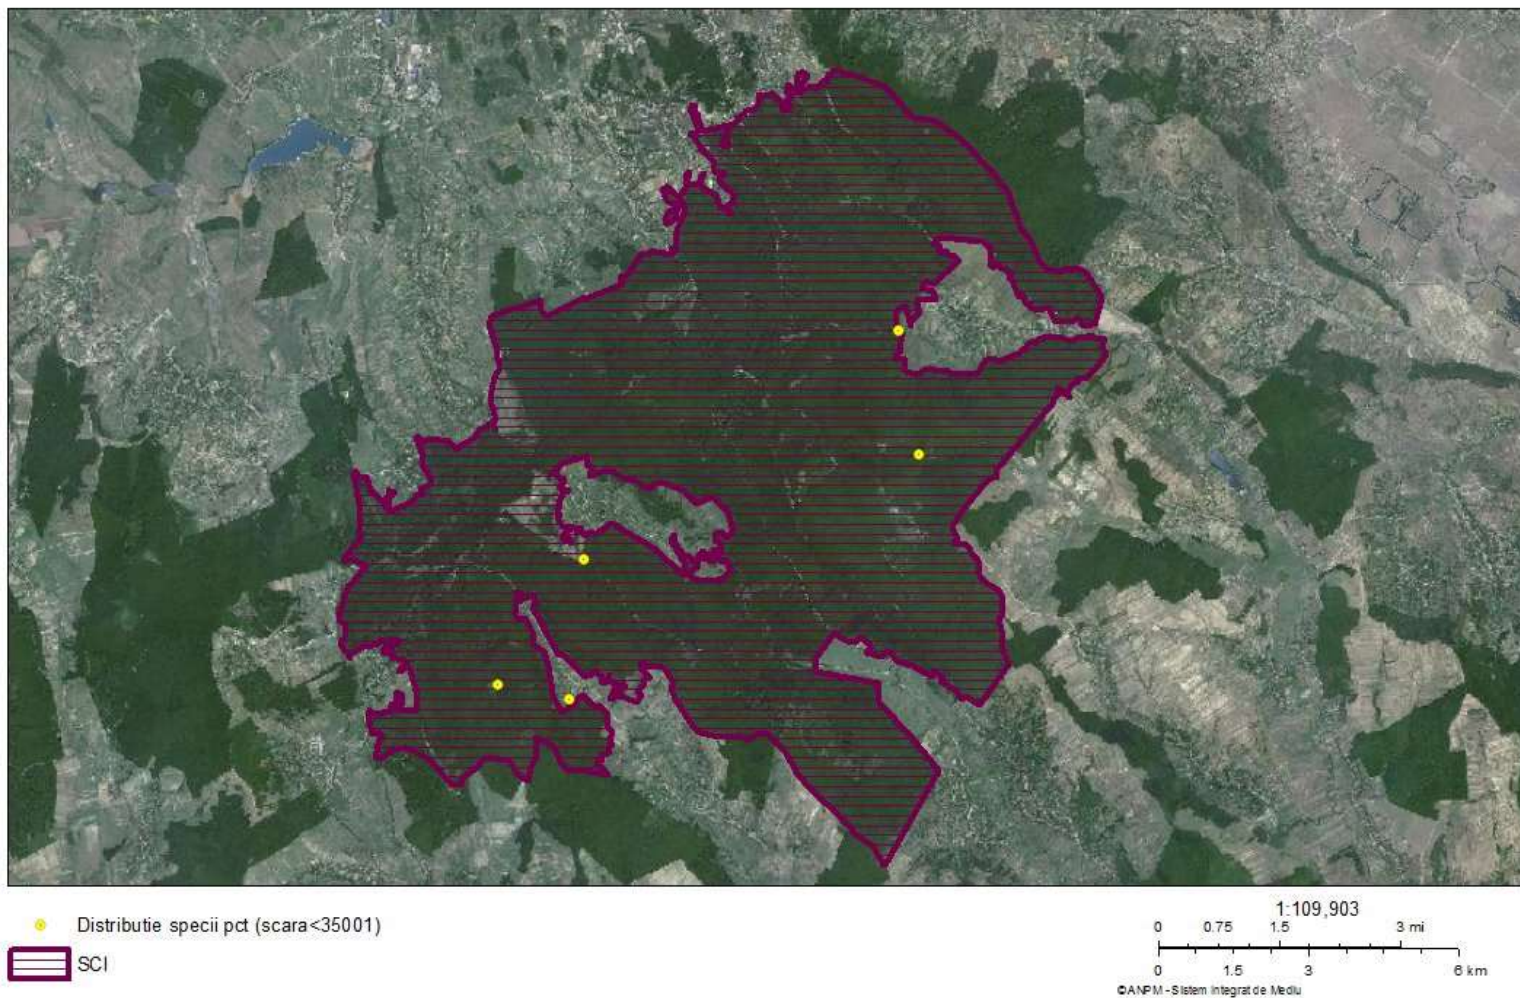 Distributie specii pct (scara<35001)
SCI
1:109,903
0 0.75 1.5 3 mi
0 1.5 3 6 km
©ANPM - Sistem Integrat de Mediu